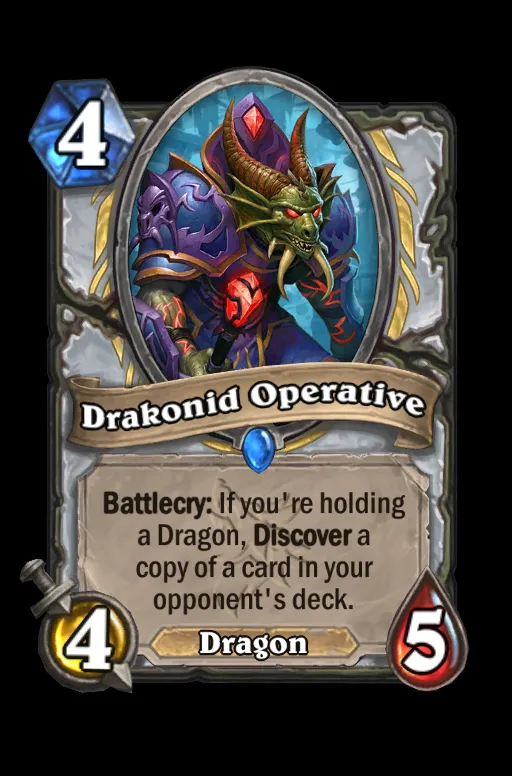 4
Drakonid Operative
Battlecry: If you're holding
a Dragon, Discover a
copy of a card in your
opponent's deck.
4
Dragon
5